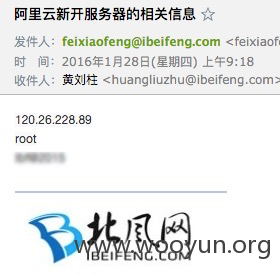 阿里云新开服务器的相关信息 ☆
发件人：feixiaofeng@ibeifeng.com <feixiaofen
时 间：2016年1月28日(星期四) 上午9:18
收件人：黄刘柱 <huangliuzhu@ibeifeng.com>
120.26.228.89
root
北风网
IBEIFENG.COM
www.wooyun.org